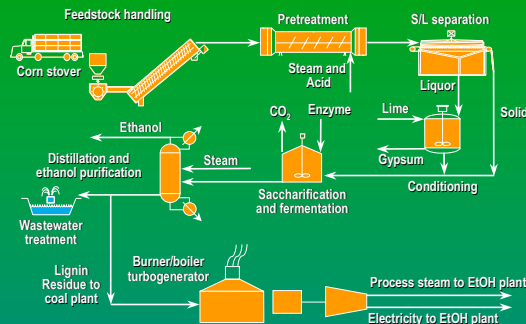 Feedstock handling
Pretreatment
S/L separation
Corn stover
Steam and
Acid
Liquor
Solid
CO2
Enzyme
Lime
Ethanol
Gypsum
Distillation and
ethanol purification
Steam
Conditioning
Saccharification
and fermentation
Wastewater
treatment
Lignin
Residue to
coal plant
Burner/boiler
turbogenerator
Process steam to EtOH plant
Electricity to EtOH plant